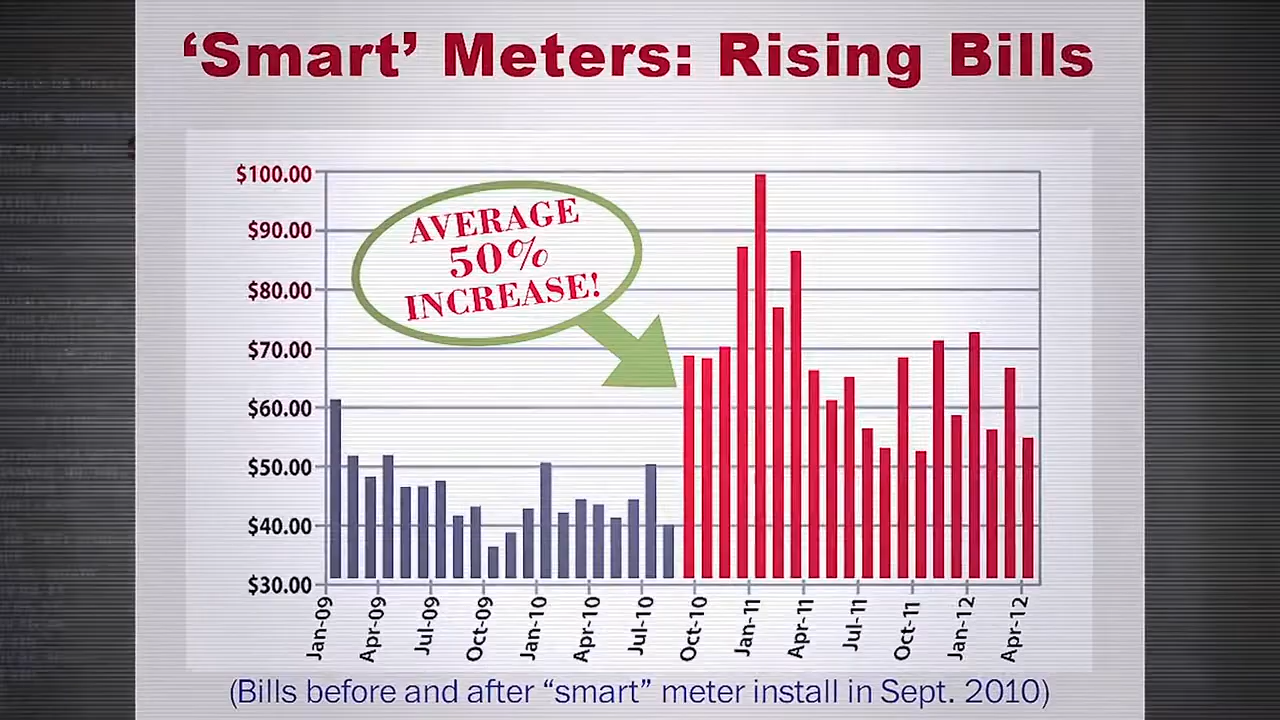 ‘Smart’ Meters: Rising Bills
$100.00
$90.00
$80.00
$70.00
$60.00
$50.00
$40.00
$30.00
AVERAGE
50%
INCREASE!
Jan-09
Apr-09
Jul-09
Oct-09
Jan-10
Apr-10
Jul-10
Oct-10
Jan-11
Apr-11
Jul-11
Oct-11
Jan-12
Apr-12
(Bills before and after “smart” meter install in Sept. 2010)